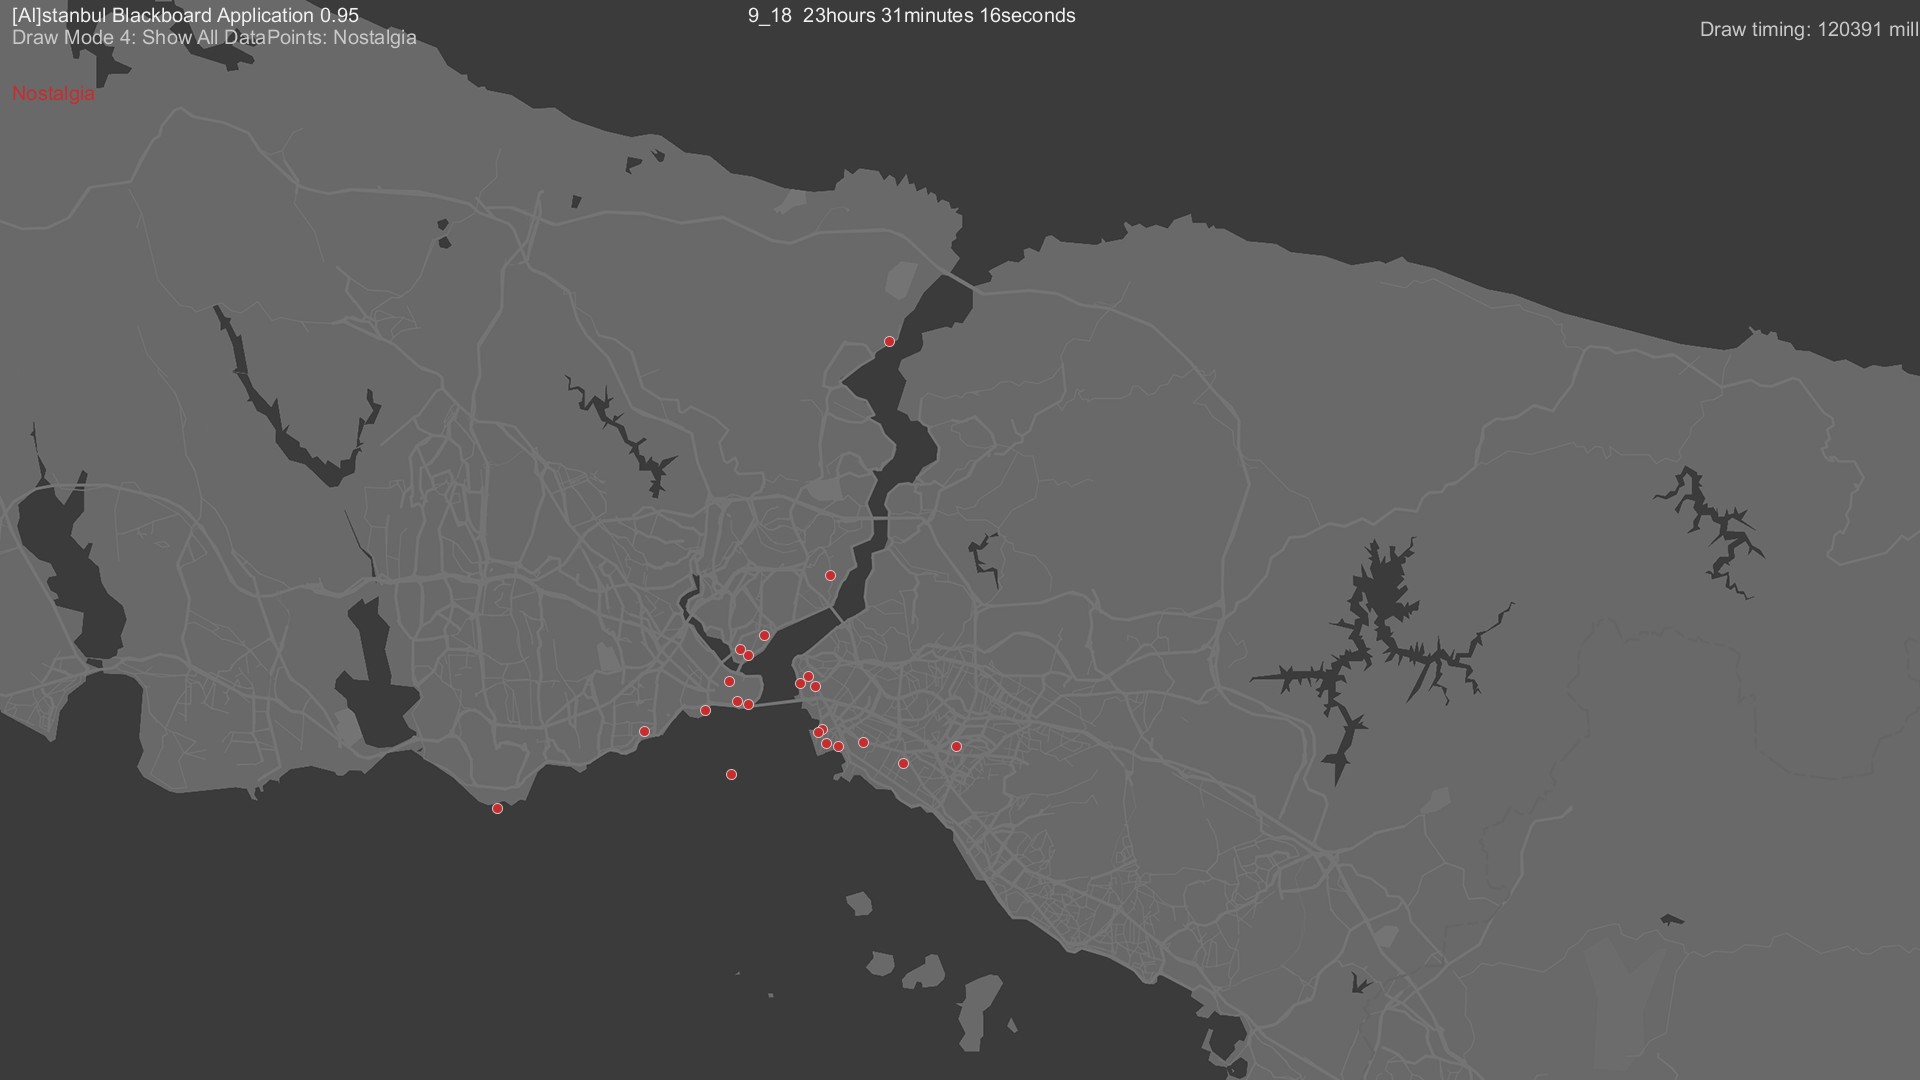 [AI]stanbul Blackboard Application 0.95
9_18 23hours 31minutes 16seconds
Draw timing: 120391 mill
Draw Mode 4: Show All DataPoints: Nostalgia
Nostalgia